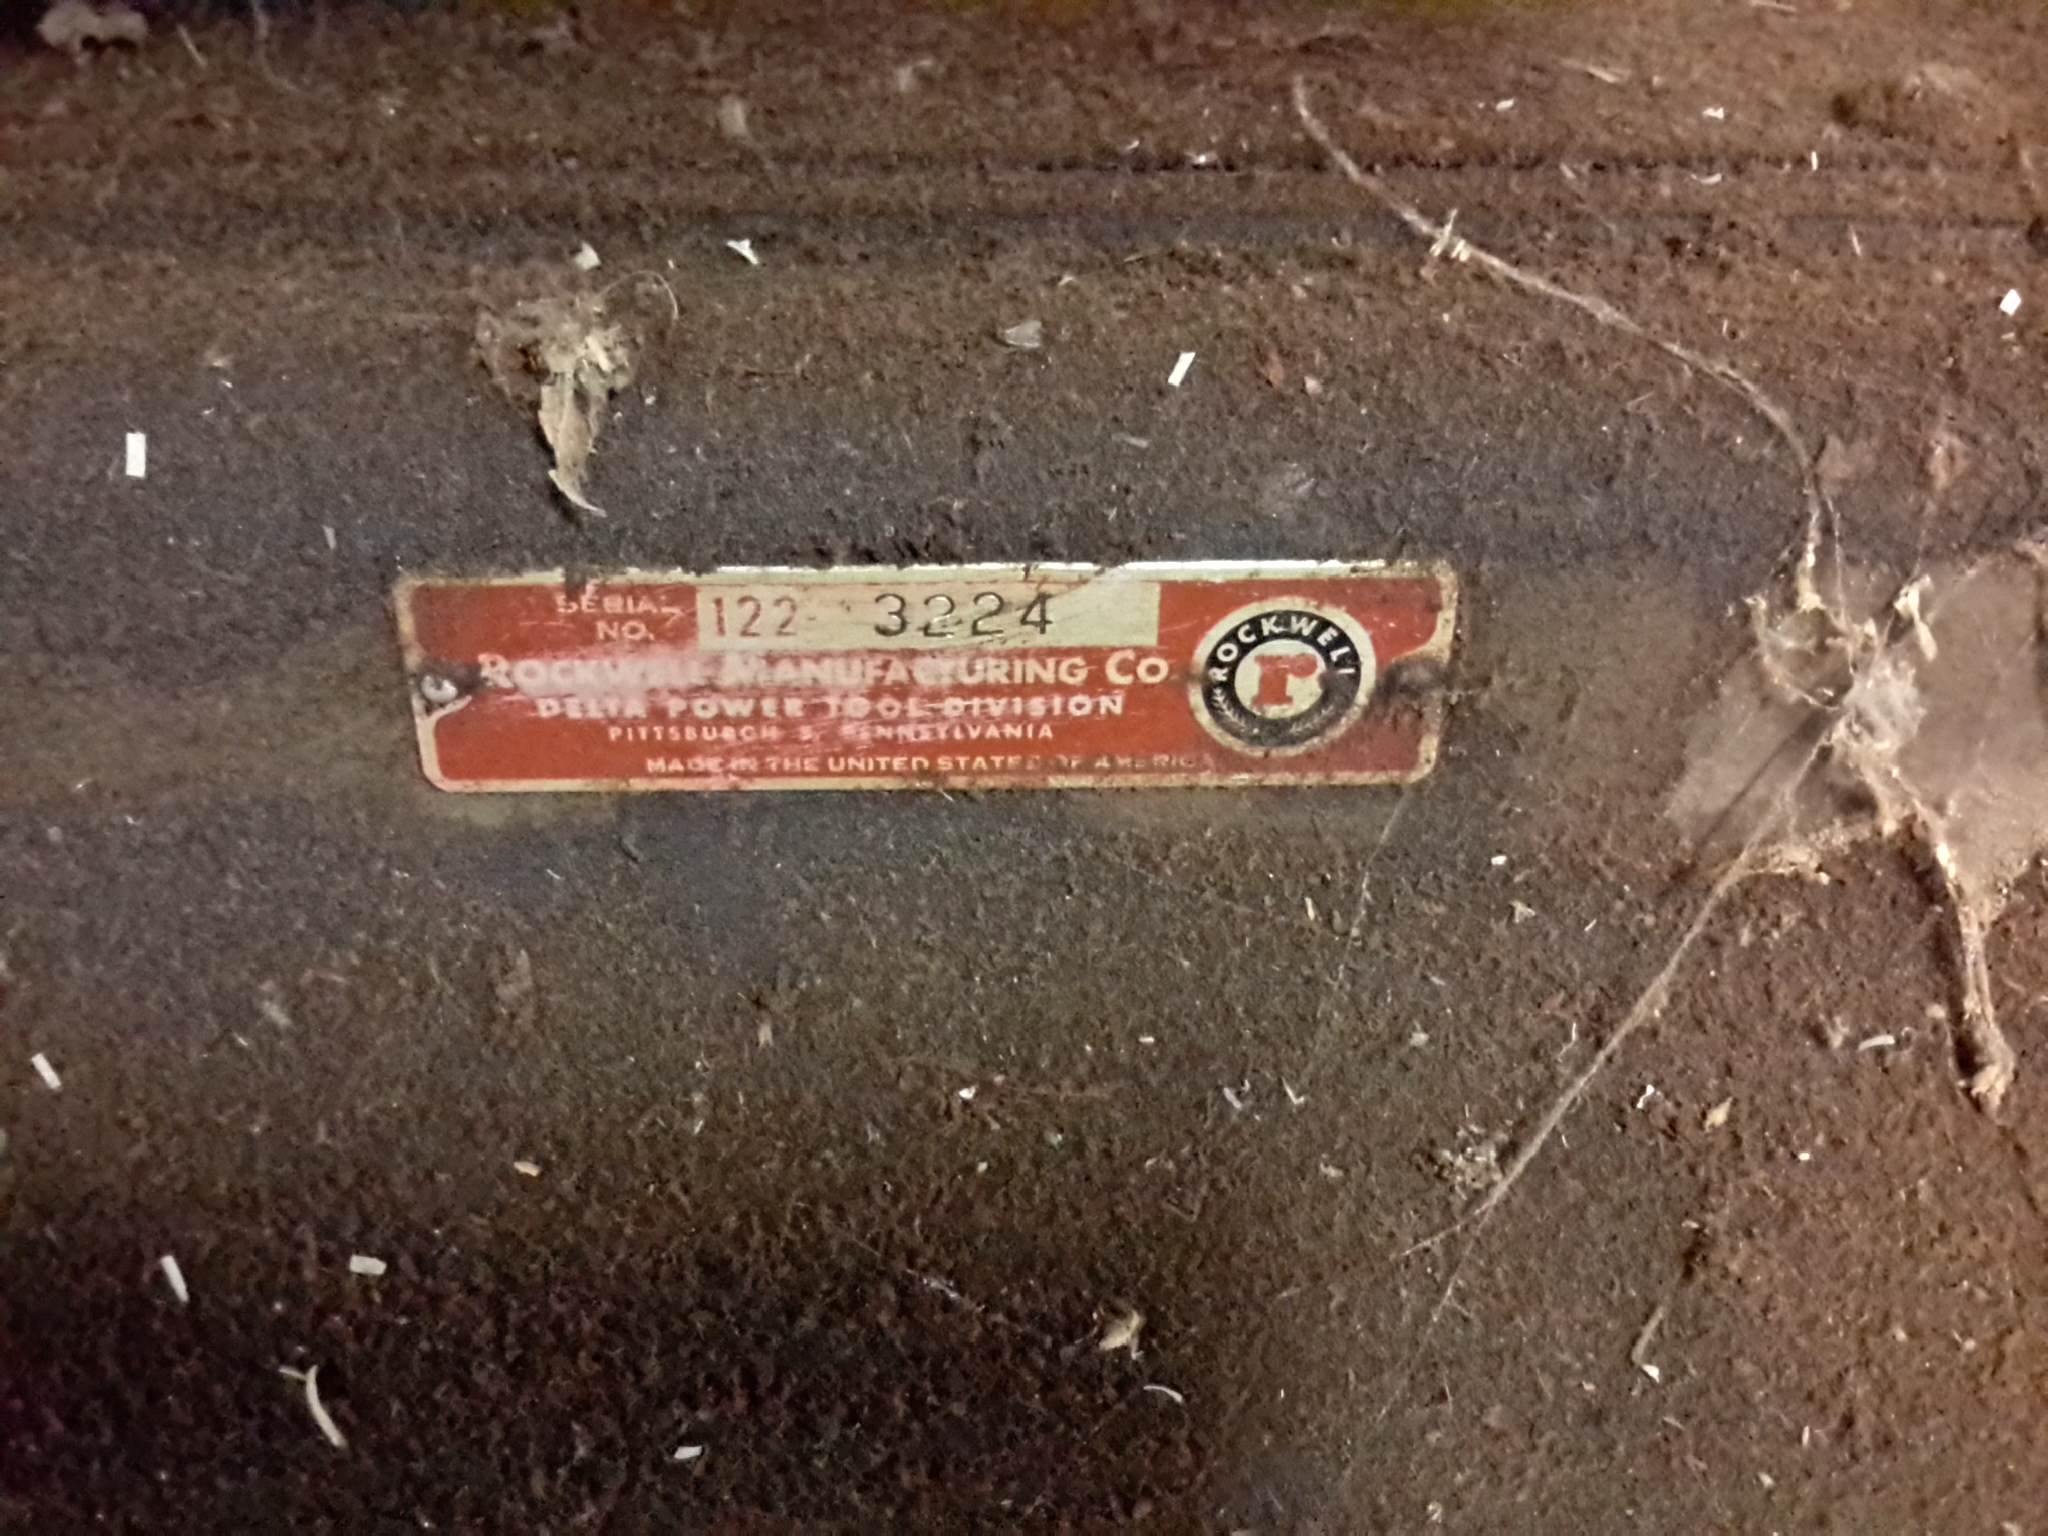 SERIAL NO. 122- 3224
ROCKWELL MANUFACTURING CO.
DELTA POWER TOOL DIVISION
PITTSBURGH 8, PENNSYLVANIA
MADE IN THE UNITED STATES OF AMERICA
ROCKWELL
r